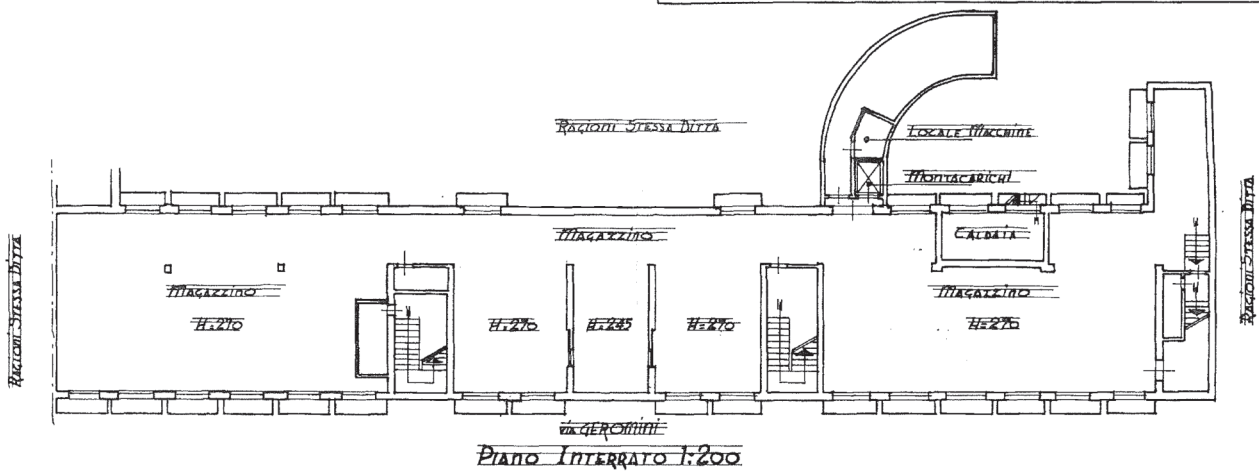 RAGIONI STESSA DITTA
LOCALE MACCHINE
MONTACARICHI
MAGAZZINO
CALDAIA
MAGAZZINO
H=270
H=270
H=245
H=270
MAGAZZINO
H=270
RAGIONI STESSA DITTA
RAGIONI STESSA DITTA
via GEROMINI
PIANO INTERRATO 1:200